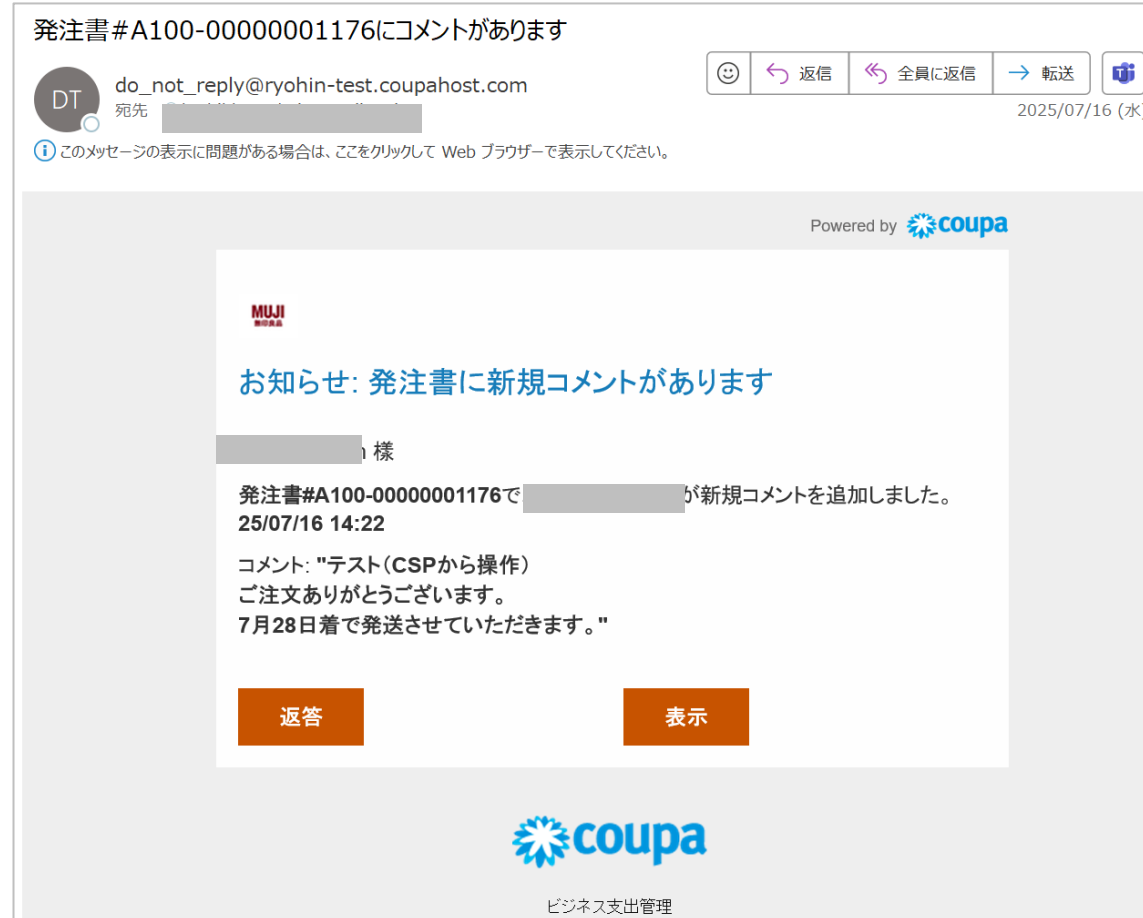 発注書#A100-00000001176にコメントがあります
DT
do_not_reply@ryohin-test.coupahost.com
宛先
返信
全員に返信
転送
2025/07/16 (水)
このメッセージの表示に問題がある場合は、ここをクリックして Web ブラウザーで表示してください。
Powered by coupa
MUJI
無印良品
お知らせ: 発注書に新規コメントがあります
様
発注書#A100-00000001176で が新規コメントを追加しました。
25/07/16 14:22
コメント: "テスト（CSPから操作）
ご注文ありがとうございます。
7月28日着で発送させていただきます。"
返答
表示
coupa
ビジネス支出管理